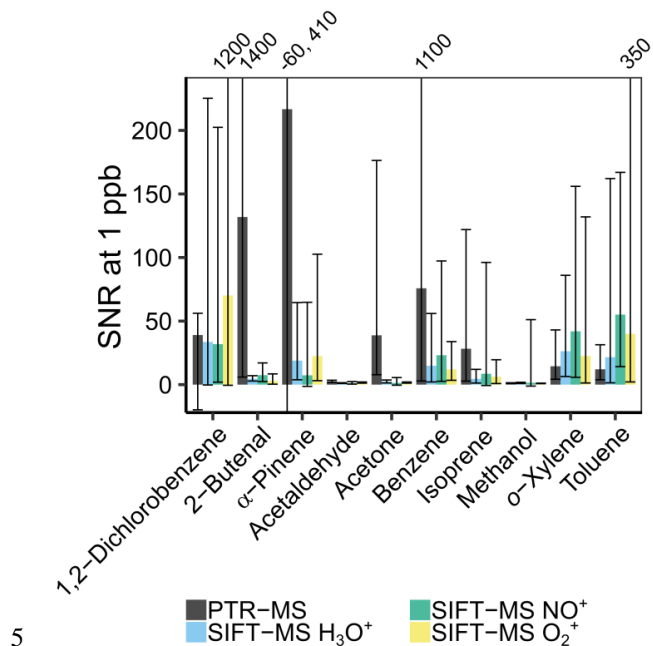 1200
1400
-60, 410
1100
350
SNR at 1 ppb
200
150
100
50
0
1,2−Dichlorobenzene
2−Butenal
α−Pinene
Acetaldehyde
Acetone
Benzene
Isoprene
Methanol
o−Xylene
Toluene
PTR−MS
SIFT−MS NO⁺
SIFT−MS H₃O⁺
SIFT−MS O₂⁺
5